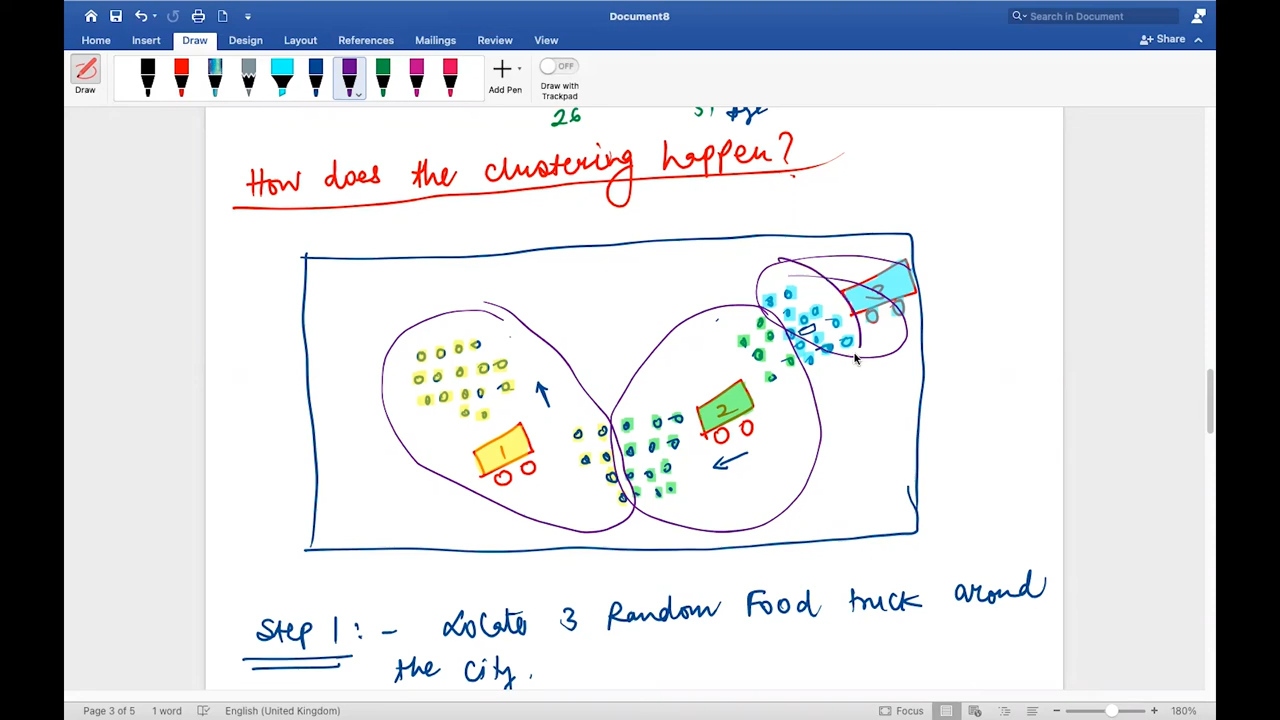 Document8
Search in Document
Home Insert Draw Design Layout References Mailings Review View
Share
Draw
Add Pen
OFF
Draw with
Trackpad
26
How does the clustering happen?
3
2
1
Step 1 : - Locate 3 Random Food truck around
the city.
Page 3 of 5 1 word English (United Kingdom) Focus 180%